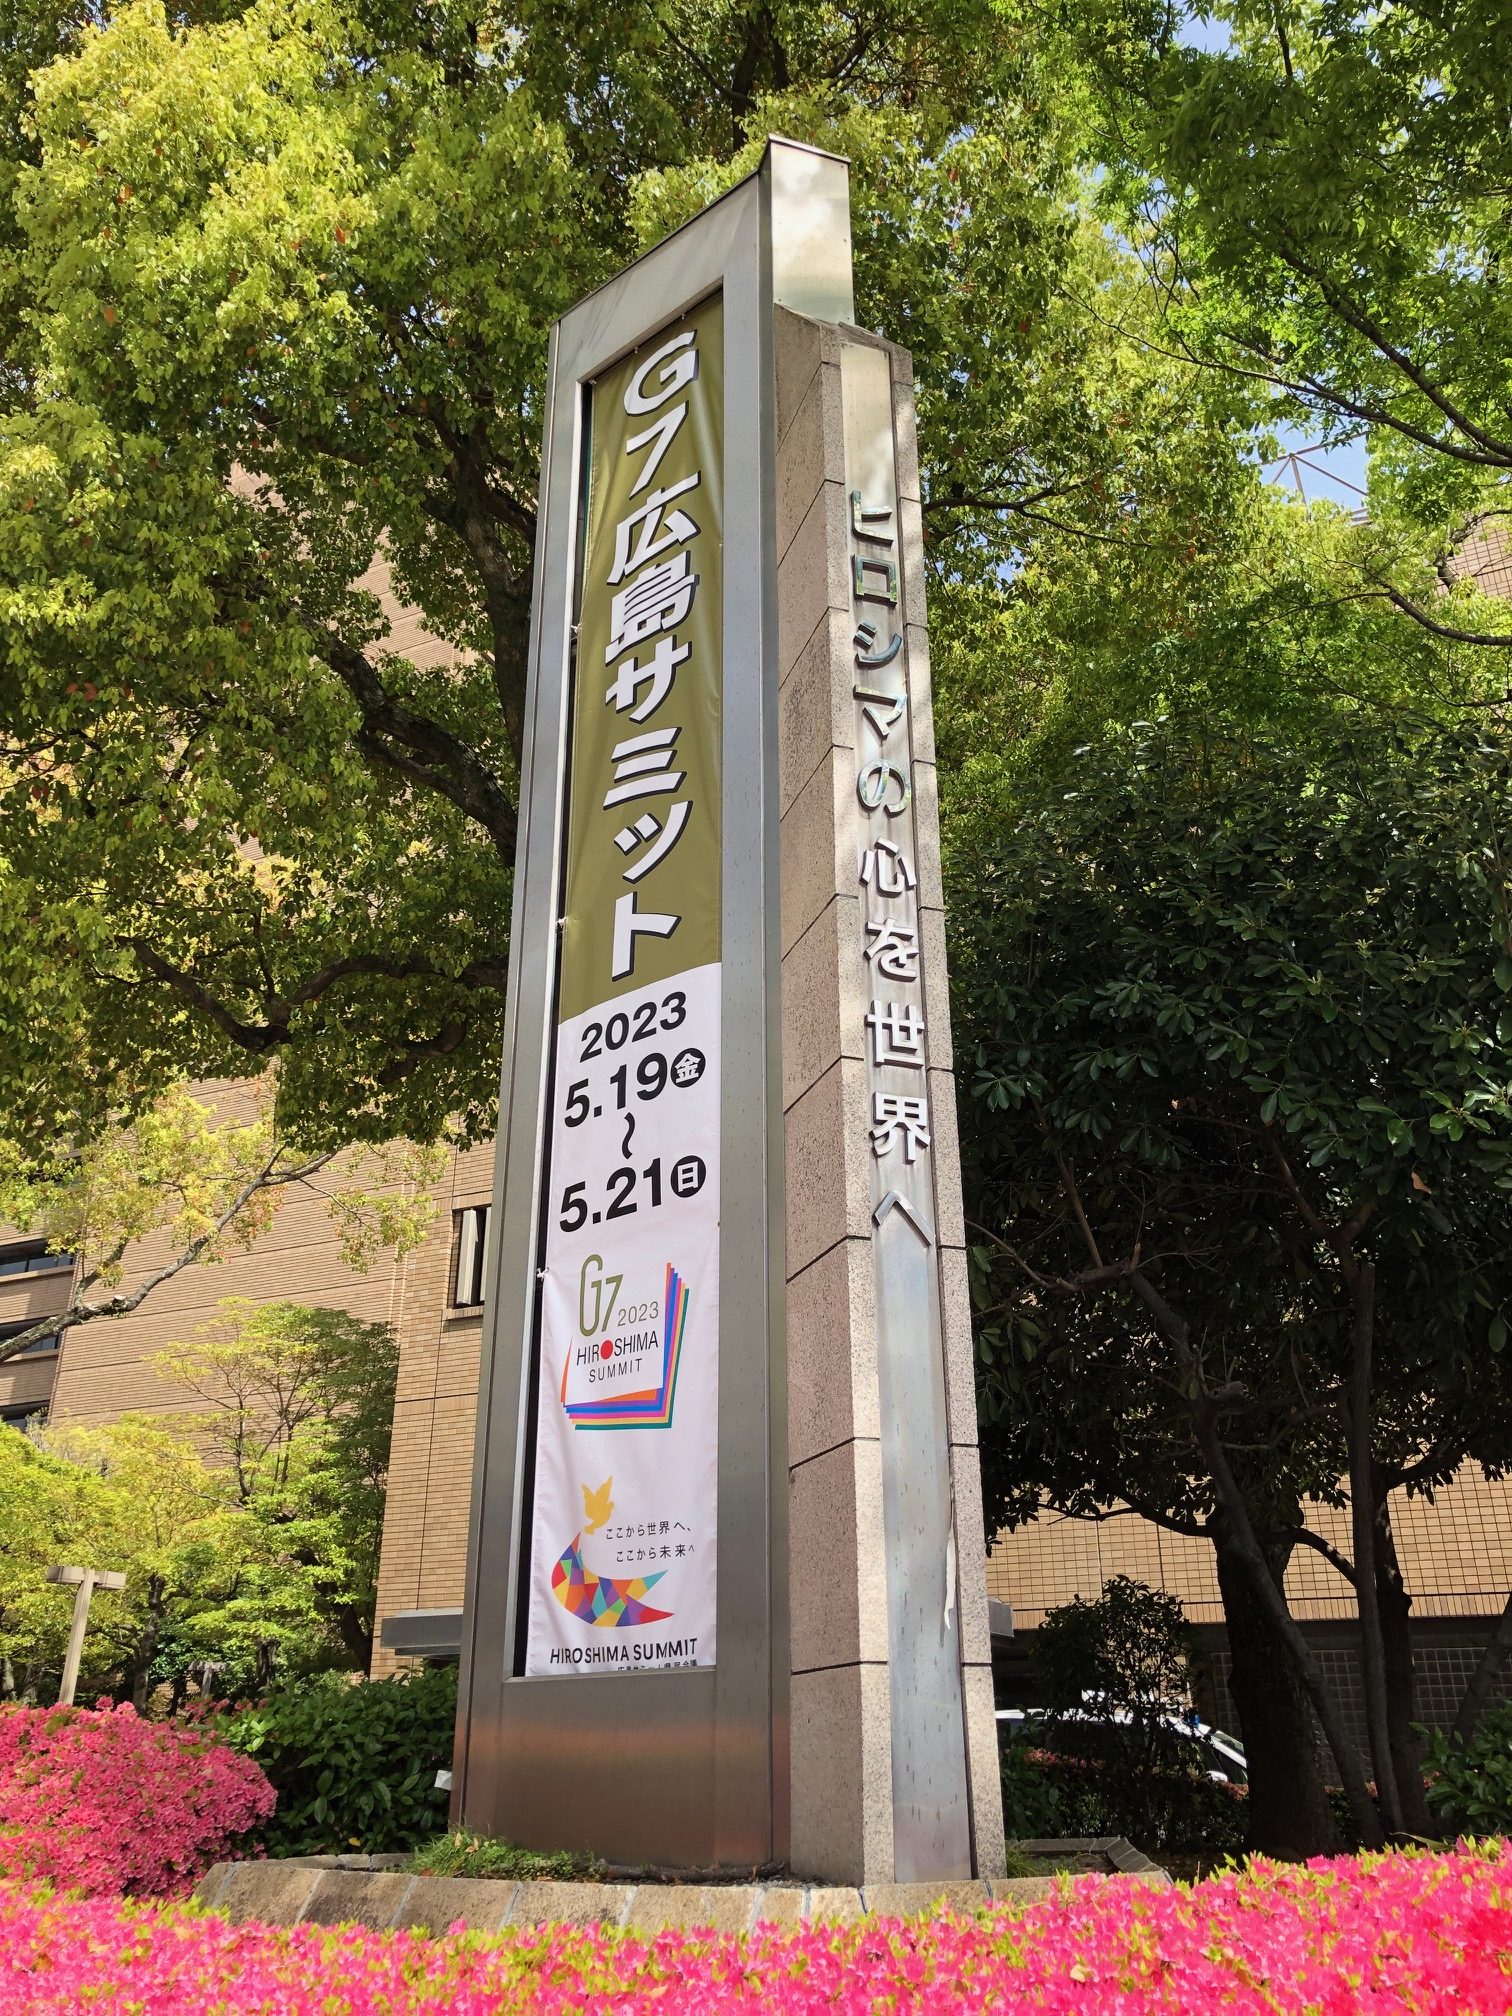 G7広島サミット
2023
5.19金
〜
5.21日
G7 2023
HIROSHIMA
SUMMIT
ここから世界へ、
ここから未来へ
HIROSHIMA SUMMIT
ヒロシマの心を世界へ